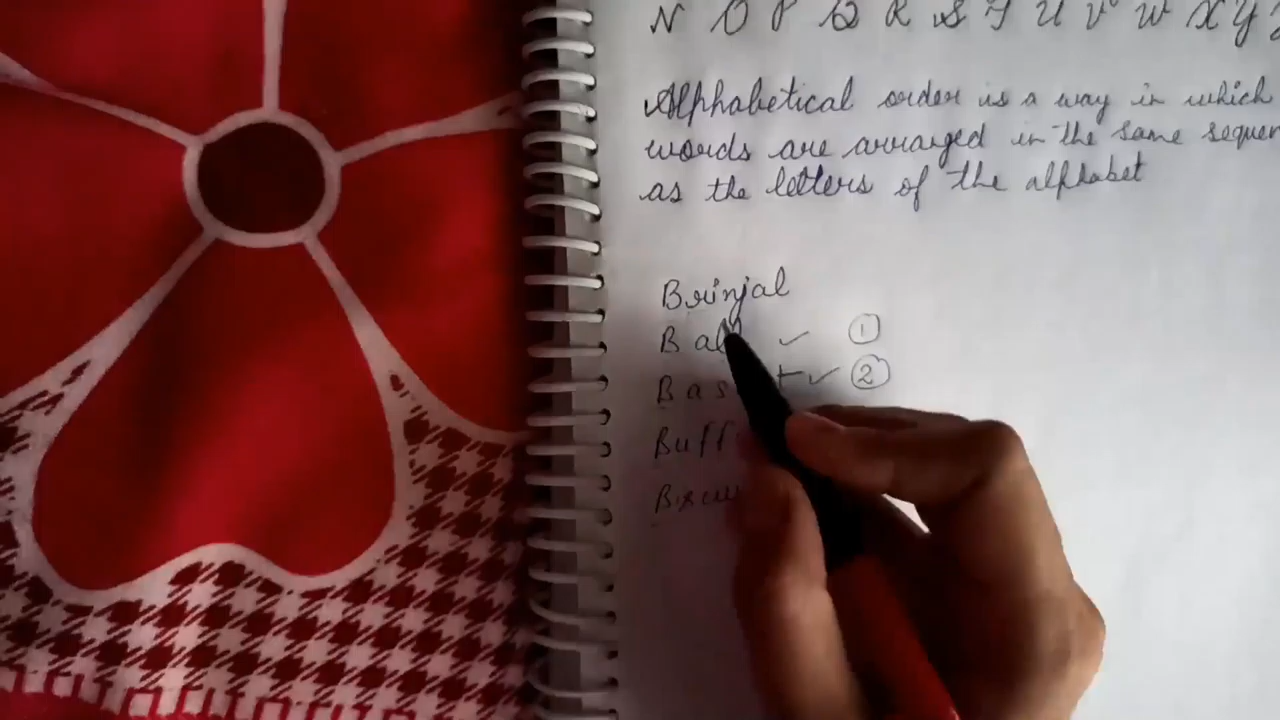 N O P Q R S T U V W X Y
Alphabetical order is a way in which
words are arranged in the same sequen
as the letters of the alphabet
Brinjal
Bal ✓ ①
Bas t ✓ ②
Buff